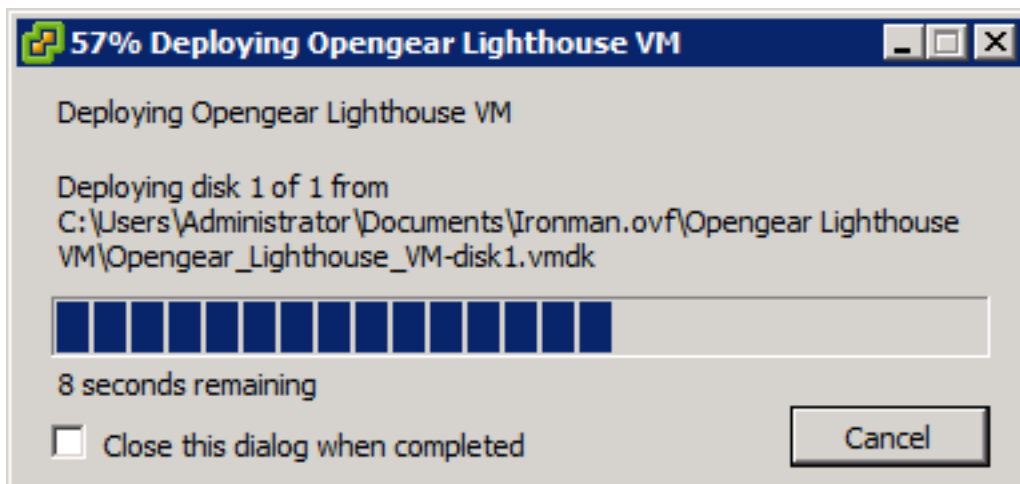 57% Deploying Opengear Lighthouse VM
Deploying Opengear Lighthouse VM
Deploying disk 1 of 1 from
C:\Users\Administrator\Documents\Ironman.ovf\Opengear Lighthouse
VM\Opengear_Lighthouse_VM-disk1.vmdk
8 seconds remaining
Close this dialog when completed
Cancel